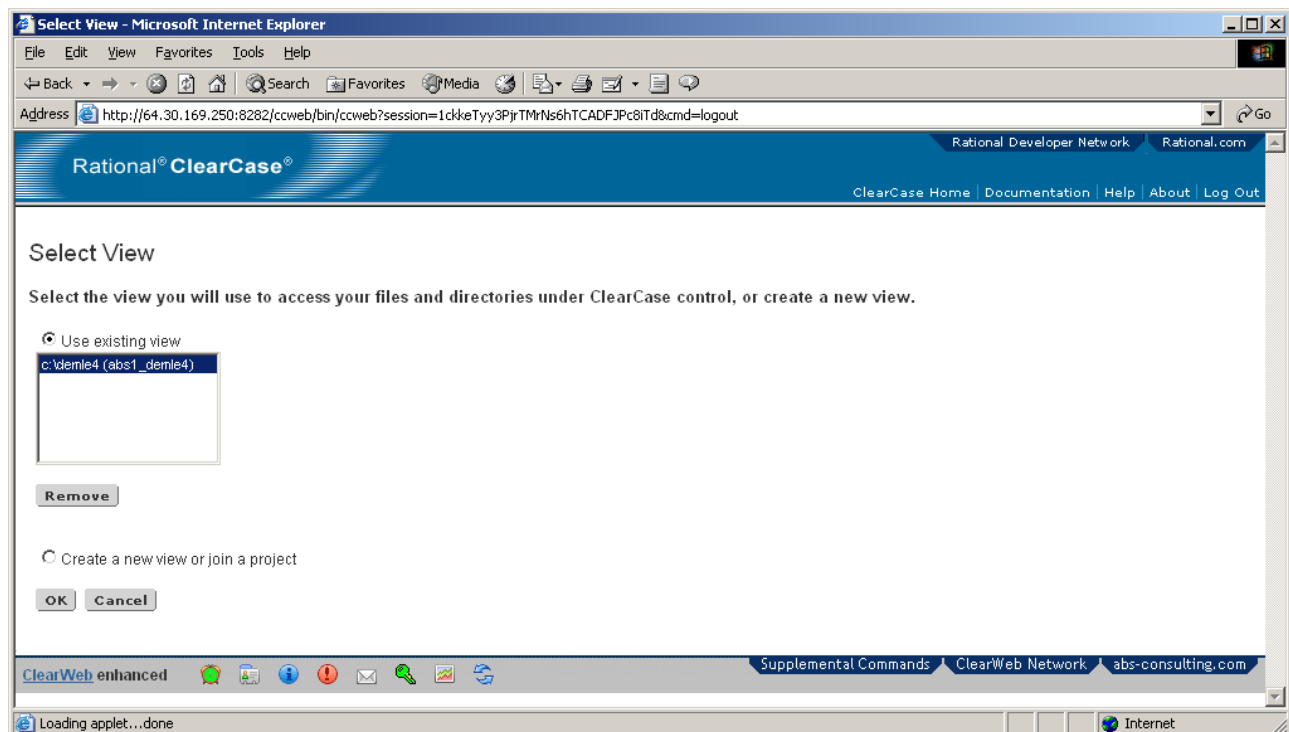 Select View - Microsoft Internet Explorer
File Edit View Favorites Tools Help
Back Search Favorites Media
Address http://64.30.169.250:8282/ccweb/bin/ccweb?session=1ckkeTyy3PjrTMrNs6hTCADFJPc8iTd&cmd=logout Go
Rational Developer Network Rational.com
Rational® ClearCase®
ClearCase Home | Documentation | Help | About | Log Out
Select View
Select the view you will use to access your files and directories under ClearCase control, or create a new view.
Use existing view
c:\demle4 (abs1_demle4)
Remove
Create a new view or join a project
OK Cancel
Supplemental Commands ClearWeb Network abs-consulting.com
ClearWeb enhanced
Loading applet...done Internet